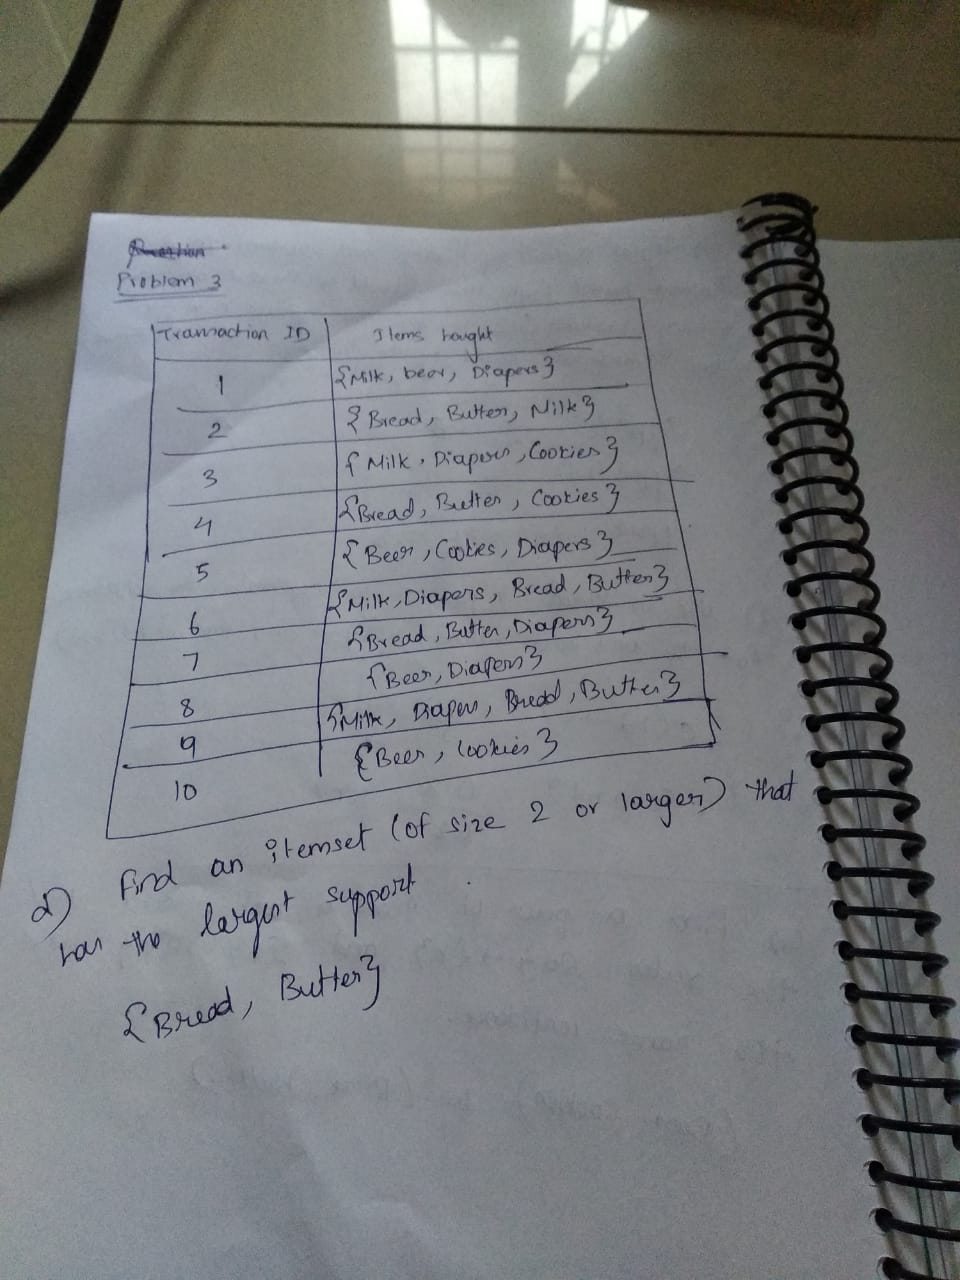 Question
Problem 3
Transaction ID Items bought
1 {Milk, beer, Diapers}
2 {Bread, Butter, Milk}
3 {Milk, Diapers, Cookies}
4 {Bread, Butter, Cookies}
5 {Beer, Cookies, Diapers}
6 {Milk, Diapers, Bread, Butter}
7 {Bread, Butter, Diapers}
8 {Beer, Diapers}
9 {Milk, Diapers, Bread, Butter}
10 {Beer, Cookies}
d) Find an itemset (of size 2 or larger) that
has the largest support.
{Bread, Butter}